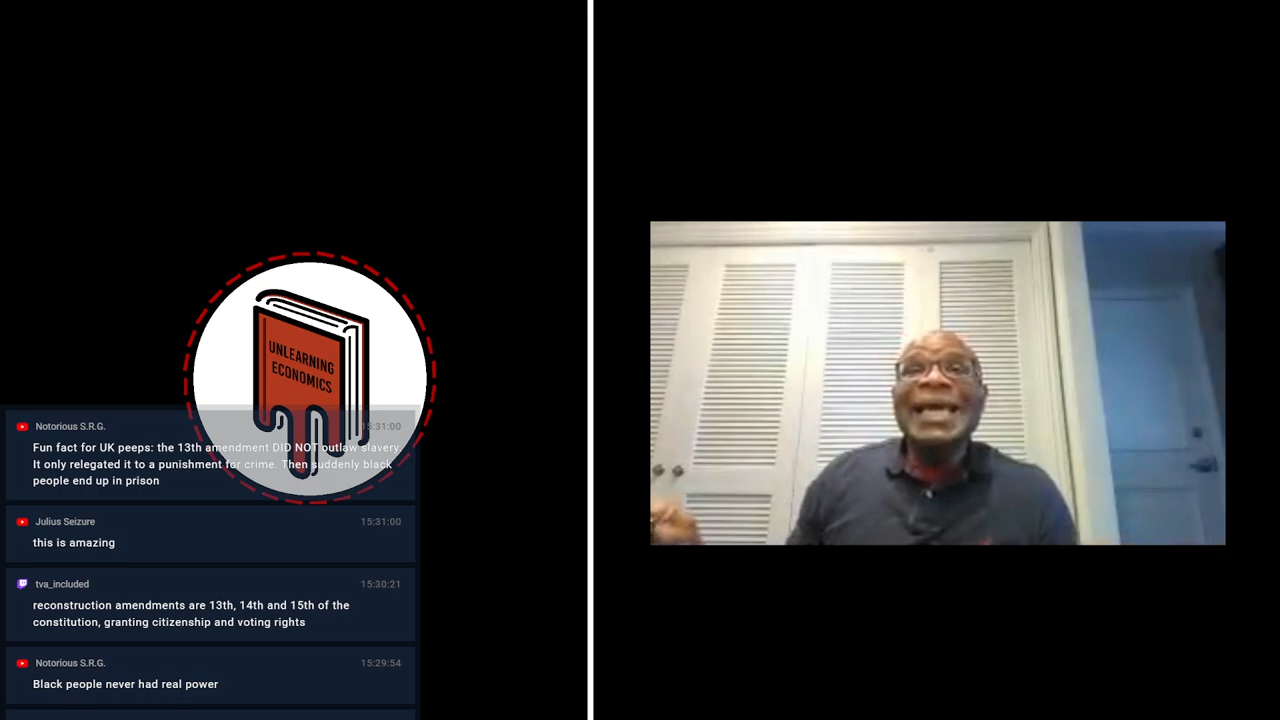 UNLEARNING
ECONOMICS
Notorious S.R.G. 15:31:00
Fun fact for UK peeps: the 13th amendment DID NOT outlaw slavery.
It only relegated it to a punishment for crime. Then suddenly black
people end up in prison
Julius Seizure 15:31:00
this is amazing
tva_included 15:30:21
reconstruction amendments are 13th, 14th and 15th of the
constitution, granting citizenship and voting rights
Notorious S.R.G. 15:29:54
Black people never had real power